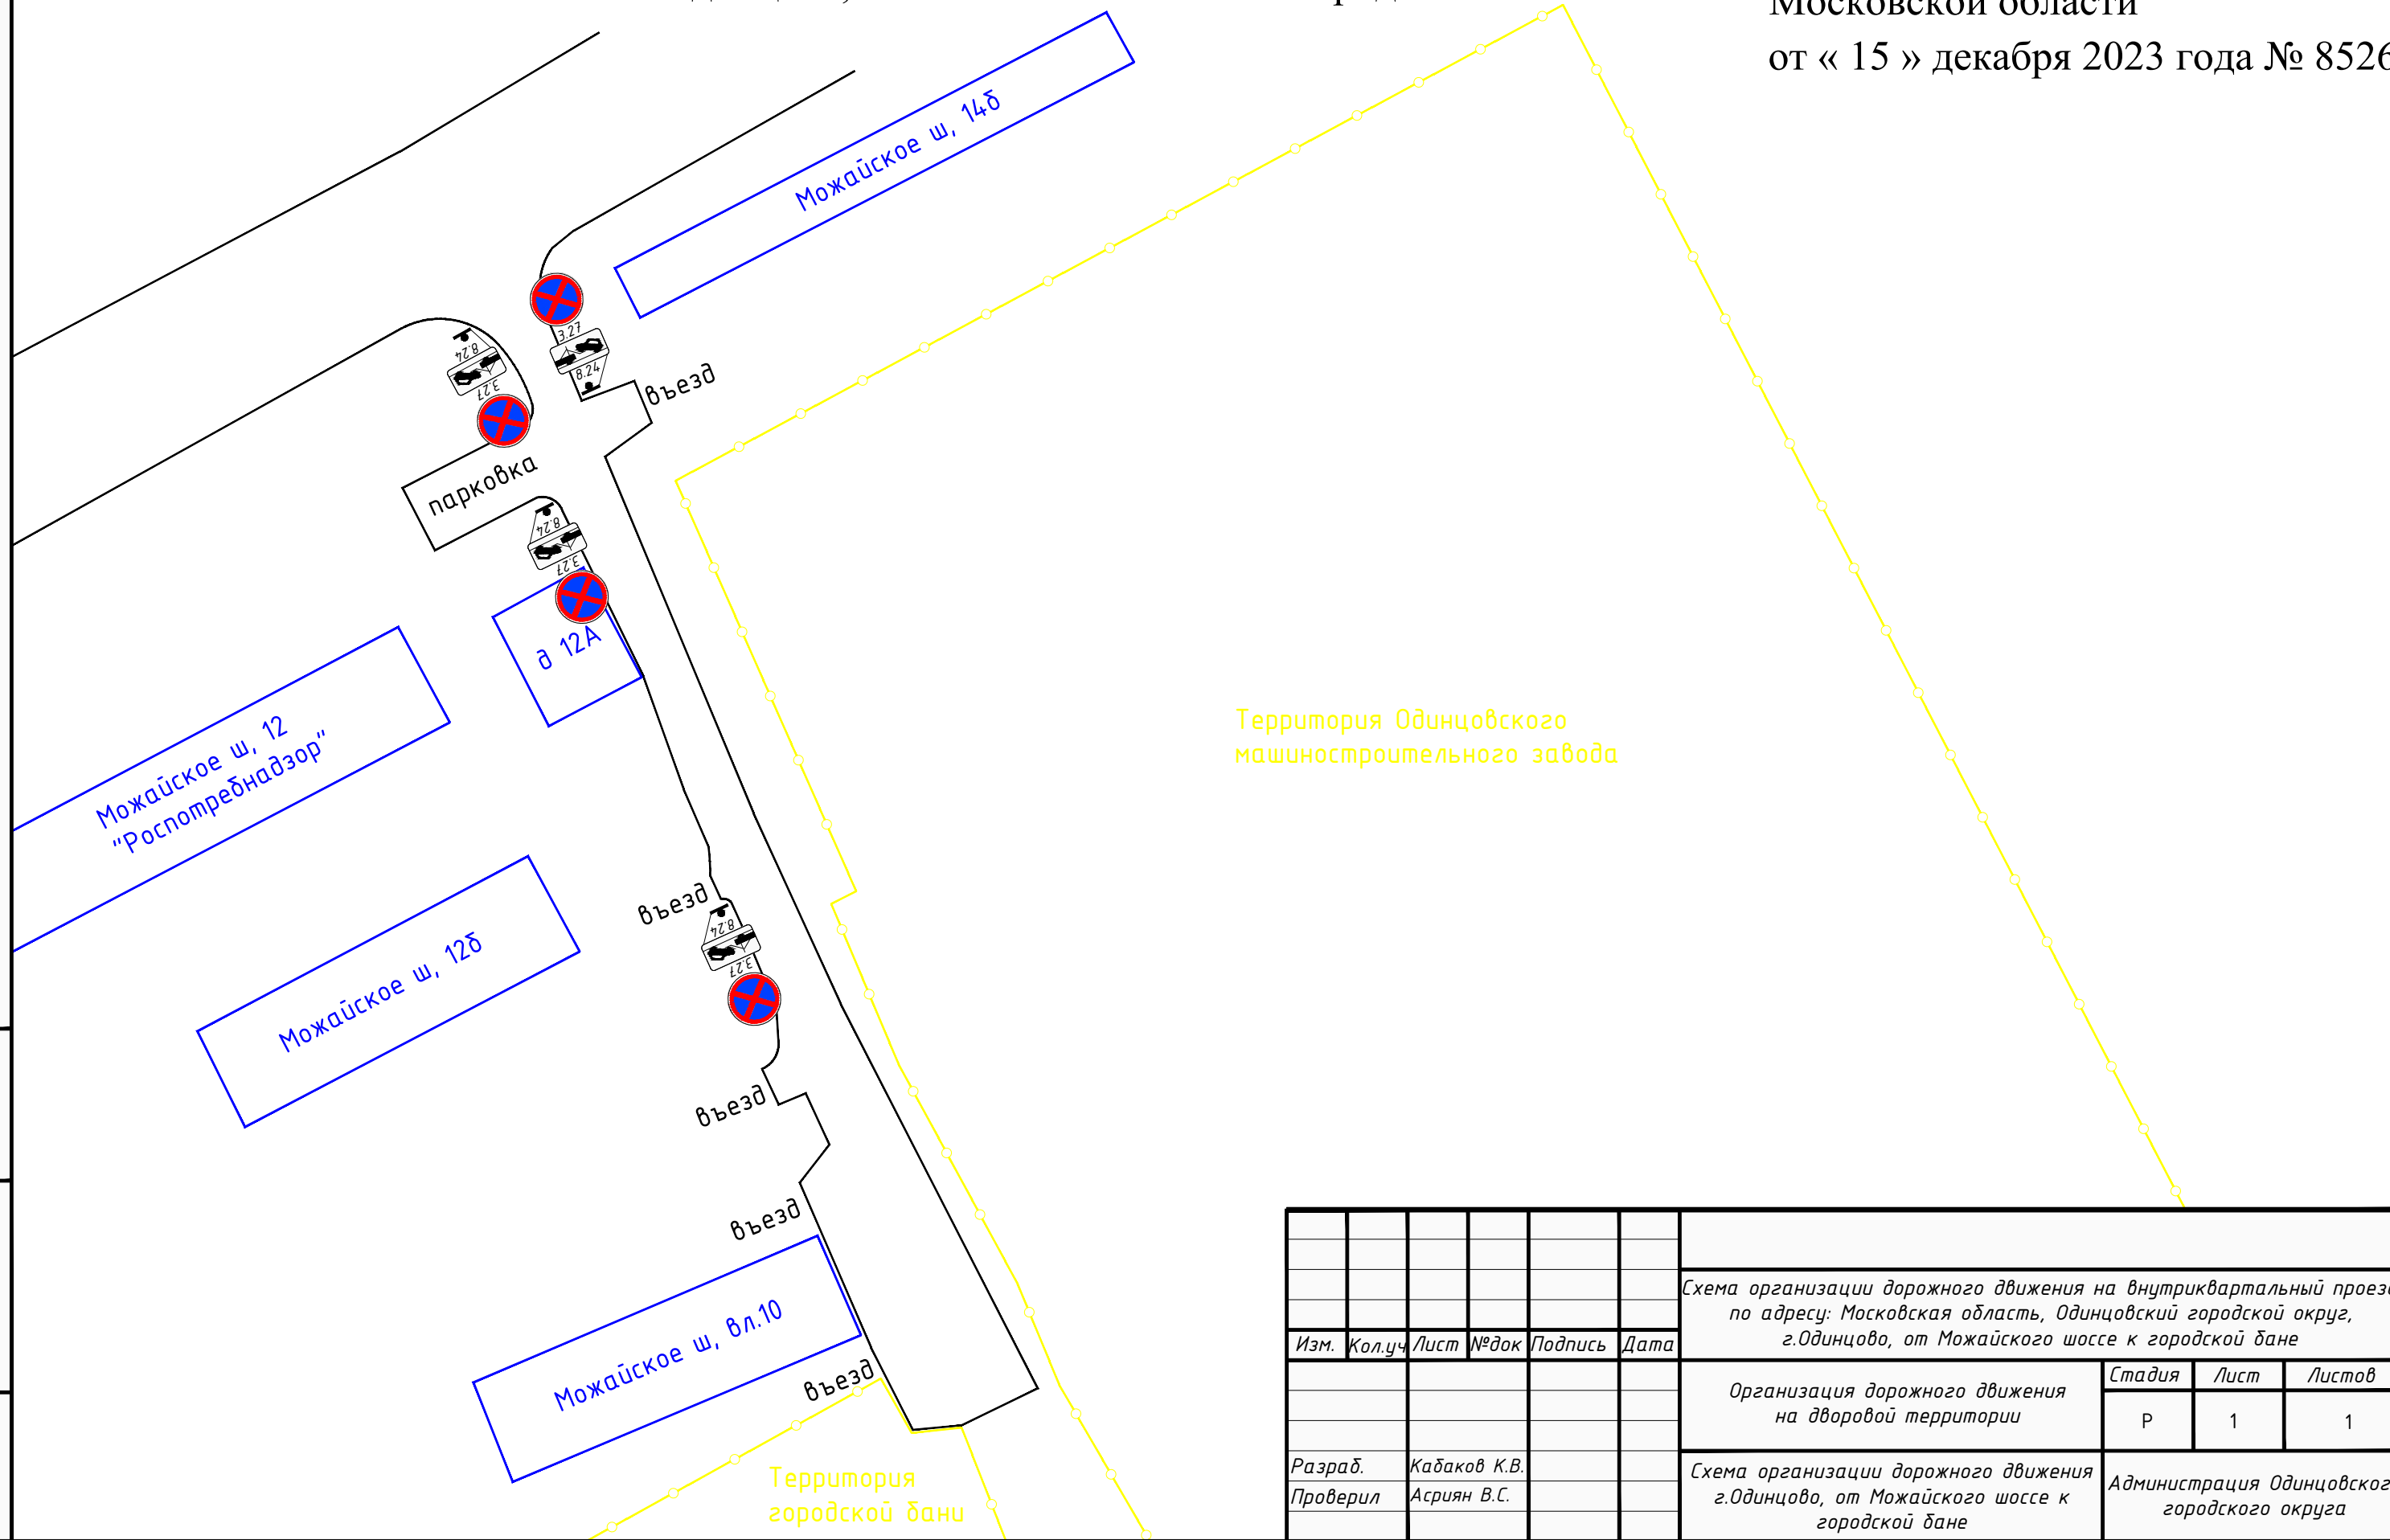 Московской области
от « 15 » декабря 2023 года № 8526
Можайское ш, 14б
3.27
8.24
въезд
8.24
3.27
парковка
8.24
3.27
д 12А
Можайское ш, 12
"Роспотребнадзор"
Территория Одинцовского
машиностроительного завода
въезд
8.24
3.27
Можайское ш, 12б
въезд
въезд
Можайское ш, вл.10
въезд
Территория
городской бани
Схема организации дорожного движения на внутриквартальный проезд
по адресу: Московская область, Одинцовский городской округ,
г.Одинцово, от Можайского шоссе к городской бане
Изм. Кол.уч Лист №док Подпись Дата
Организация дорожного движения
на дворовой территории
Стадия Лист Листов
Р 1 1
Разраб. Кабаков К.В.
Проверил Асриян В.С.
Схема организации дорожного движения
г.Одинцово, от Можайского шоссе к
городской бане
Администрация Одинцовског
городского округа